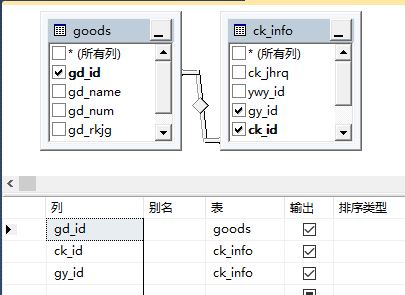 goods
* (所有列)
gd_id
gd_name
gd_num
gd_rkjg
ck_info
* (所有列)
ck_jhrq
ywy_id
gy_id
ck_id
列 别名 表 输出 排序类型
gd_id goods
ck_id ck_info
gy_id ck_info